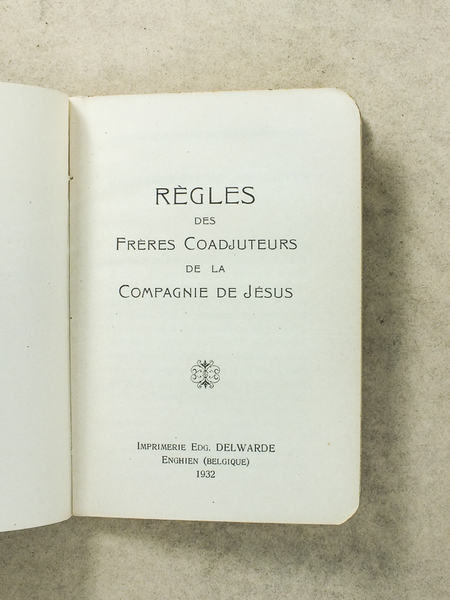 RÈGLES
DES
FRÈRES COADJUTEURS
DE LA
COMPAGNIE DE JÉSUS
IMPRIMERIE EDG. DELWARDE
ENGHIEN (BELGIQUE)
1932